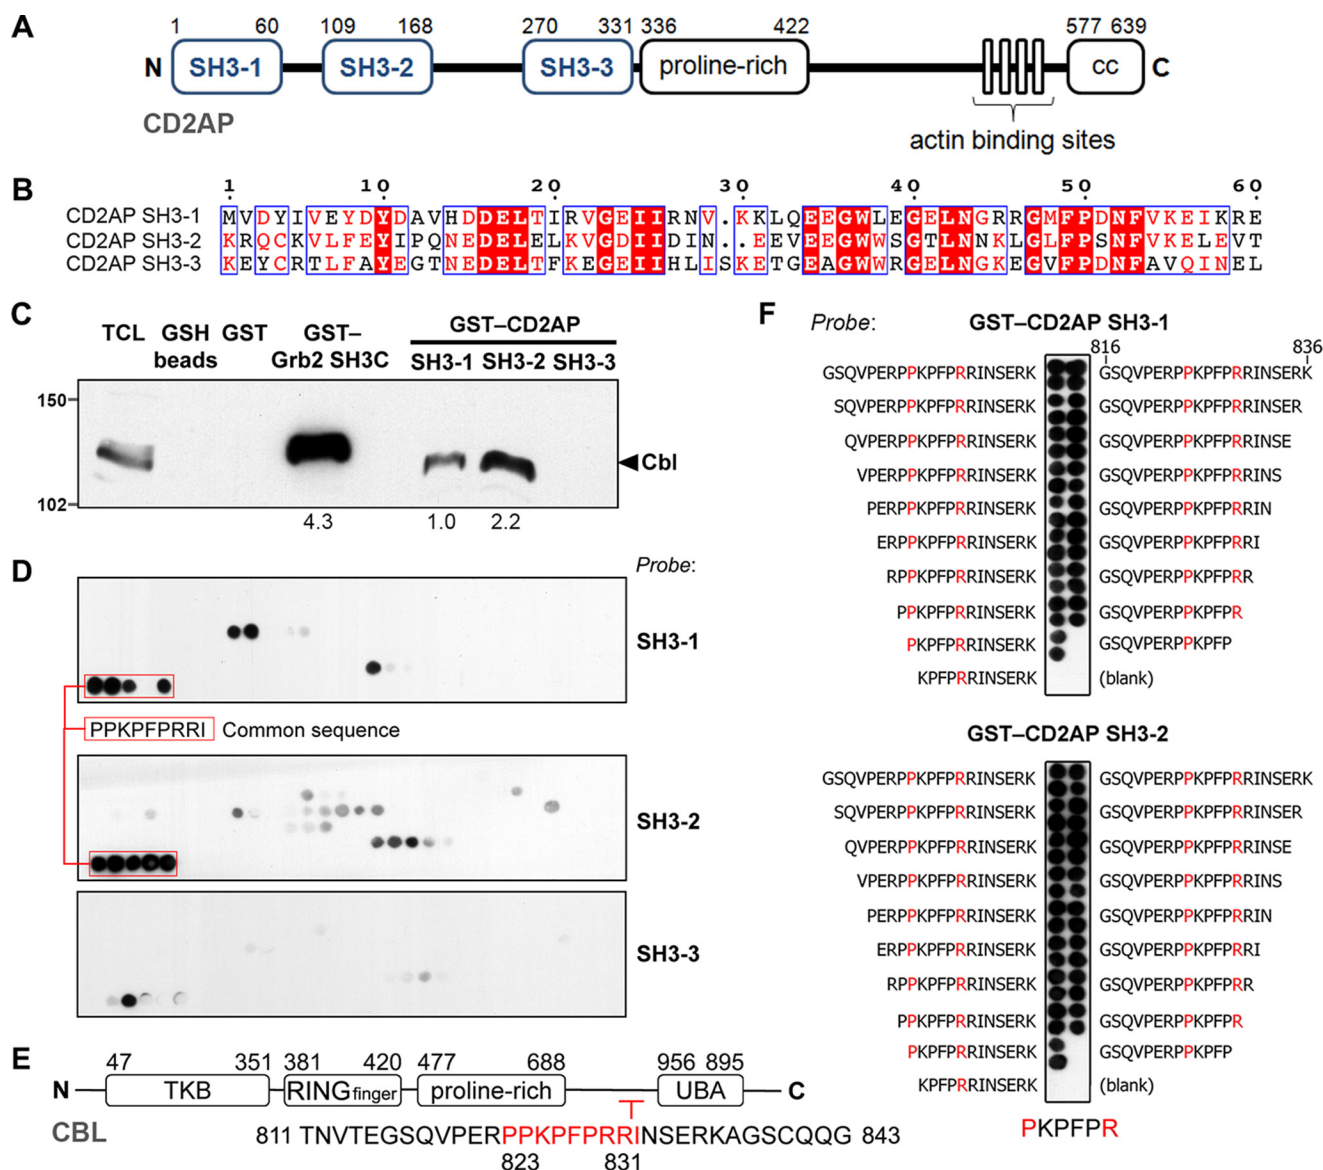 A
1 60 109 168 270 331 336 422 577 639
N SH3-1 SH3-2 SH3-3 proline-rich cc C
CD2AP
actin binding sites
B
1 10 20 30 40 50 60
CD2AP SH3-1 MVDYIVEYDYDAVHDDELTIRVGEIIRNV.KKLQEEGWLEGELNGRRGMFPDNFVKEIKRE
CD2AP SH3-2 KRQCKVLFEYIPQNEDELELKVGDIIDIN..EEVEEGWWSGTLNNKLGLFPSNFVKELEVT
CD2AP SH3-3 KEYCRTLFAYEGTNEDELTFKEGEIIHLISKETGEAGWWRGELNGKEGVFPDNFAVQINEL
C
TCL GSH beads GST GST–Grb2 SH3C GST–CD2AP
SH3-1 SH3-2 SH3-3
150
Cbl
102
4.3 1.0 2.2
D
Probe:
SH3-1
PPKPFPRRI Common sequence
SH3-2
SH3-3
E
47 351 381 420 477 688 956 895
N TKB RING finger proline-rich UBA C
CBL
811 TNVTEGSQVPERPPKPFPRRINSERKAGSCQQG 843
823 831
F
Probe: GST–CD2AP SH3-1
816 836
GSQVPERPPKPFPRRINSERK GSQVPERPPKPFPRRINSERK
SQVPERPPKPFPRRINSERK GSQVPERPPKPFPRRINSER
QVPERPPKPFPRRINSERK GSQVPERPPKPFPRRINSE
VPERPPKPFPRRINSERK GSQVPERPPKPFPRRINS
PERPPKPFPRRINSERK GSQVPERPPKPFPRRIN
ERPPKPFPRRINSERK GSQVPERPPKPFPRRI
RPPKPFPRRINSERK GSQVPERPPKPFPRR
PPKPFPRRINSERK GSQVPERPPKPFPR
PKPFPRRINSERK GSQVPERPPKPFP
KPFPRRINSERK (blank)
GST–CD2AP SH3-2
GSQVPERPPKPFPRRINSERK GSQVPERPPKPFPRRINSERK
SQVPERPPKPFPRRINSERK GSQVPERPPKPFPRRINSER
QVPERPPKPFPRRINSERK GSQVPERPPKPFPRRINSE
VPERPPKPFPRRINSERK GSQVPERPPKPFPRRINS
PERPPKPFPRRINSERK GSQVPERPPKPFPRRIN
ERPPKPFPRRINSERK GSQVPERPPKPFPRRI
RPPKPFPRRINSERK GSQVPERPPKPFPRR
PPKPFPRRINSERK GSQVPERPPKPFPR
PKPFPRRINSERK GSQVPERPPKPFP
KPFPRRINSERK (blank)
PKPFPR